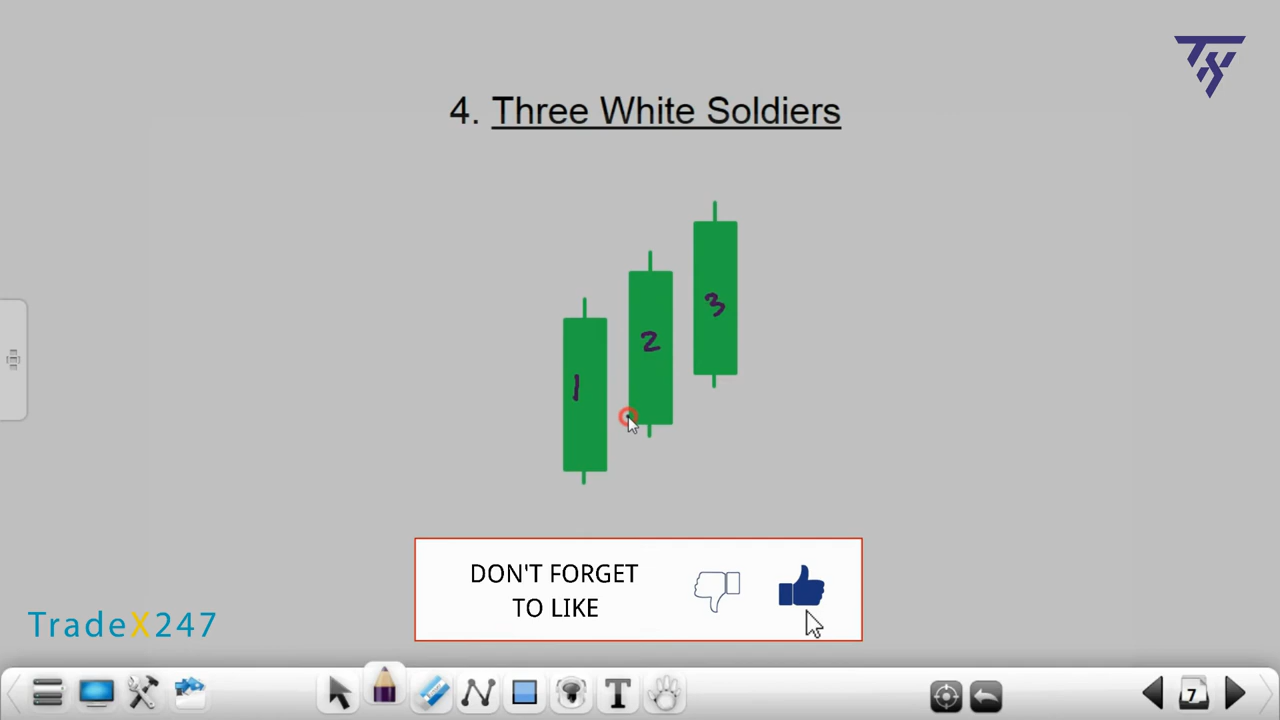 4. Three White Soldiers
3
2
1
DON'T FORGET
TO LIKE
TradeX247
7